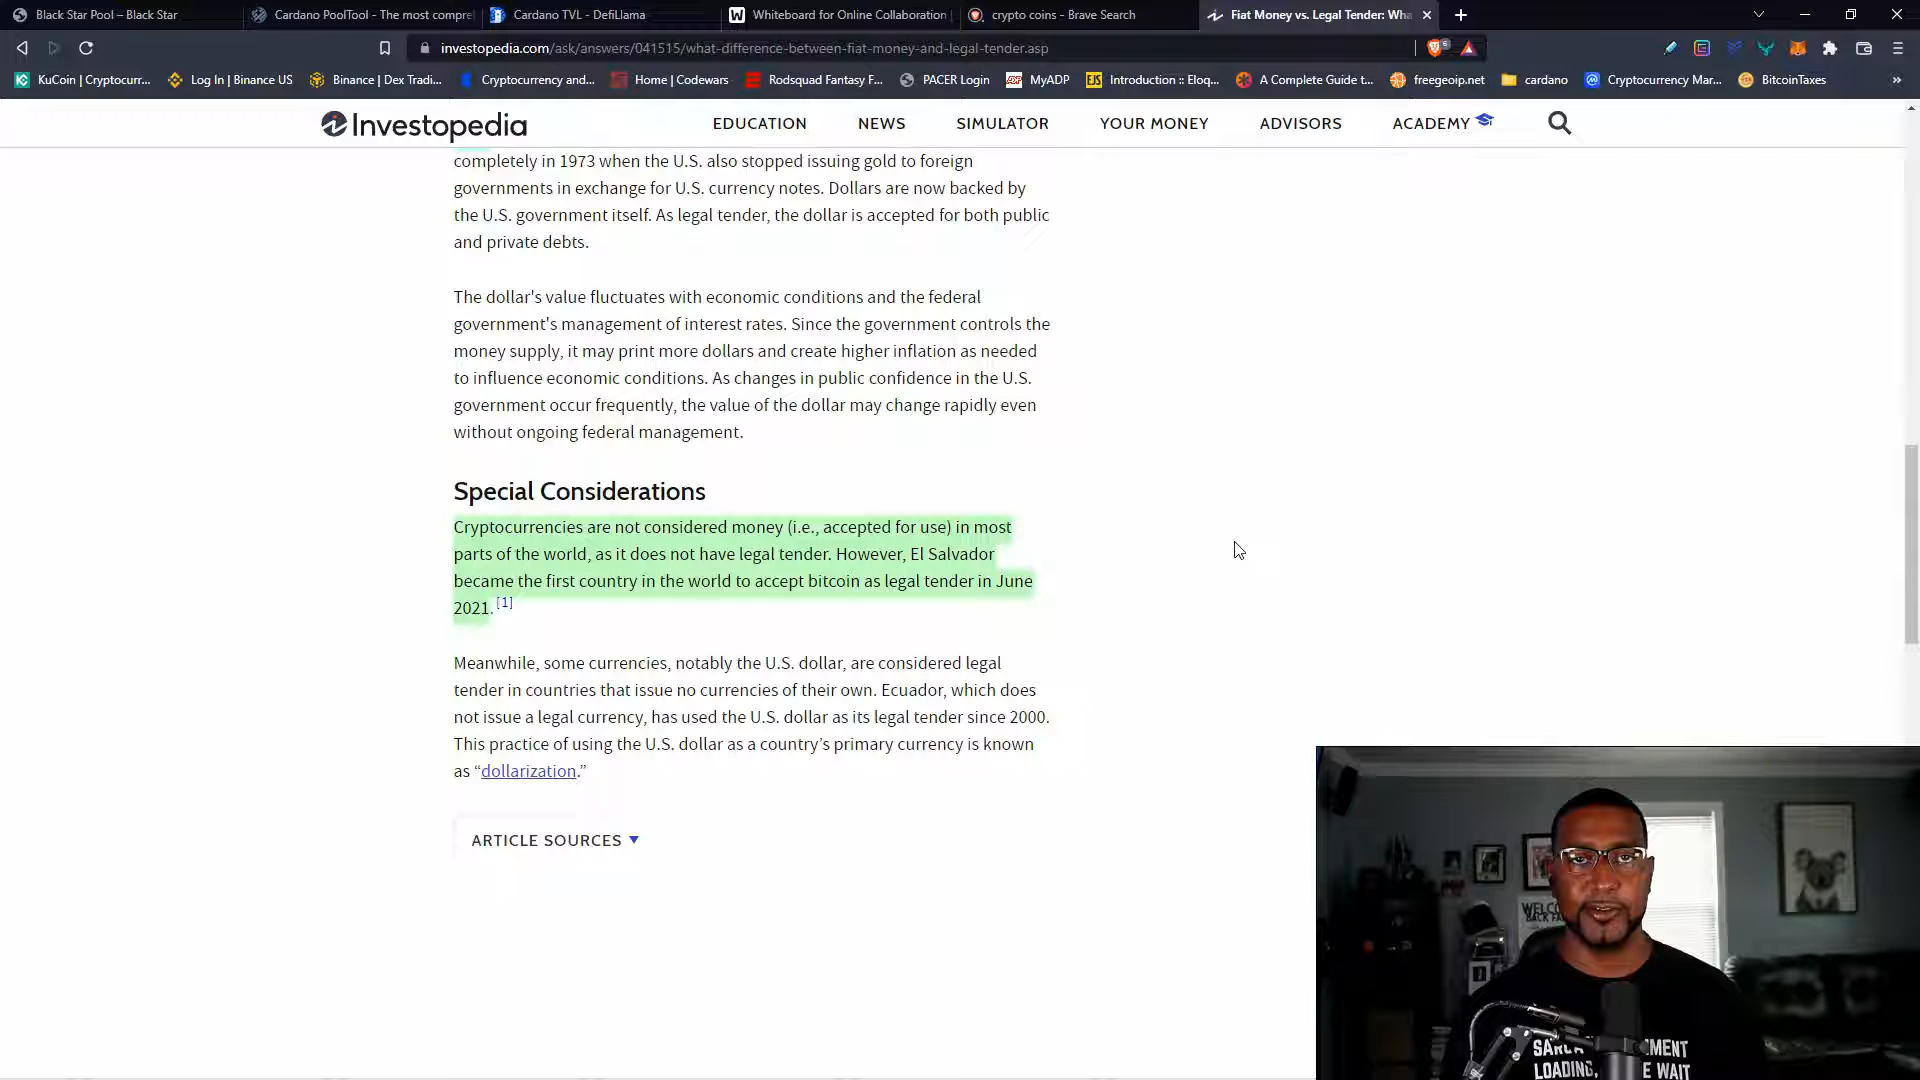 Black Star Pool – Black Star
Cardano PoolTool - The most compre
Cardano TVL - DefiLlama
Whiteboard for Online Collaboration
crypto coins - Brave Search
Fiat Money vs. Legal Tender: Wha
investopedia.com/ask/answers/041515/what-difference-between-fiat-money-and-legal-tender.asp
KuCoin | Cryptocurr...
Log In | Binance US
Binance | Dex Tradi...
Cryptocurrency and...
Home | Codewars
Rodsquad Fantasy F...
PACER Login
MyADP
Introduction :: Eloq...
A Complete Guide t...
freegeoip.net
cardano
Cryptocurrency Mar...
BitcoinTaxes
Investopedia
EDUCATION
NEWS
SIMULATOR
YOUR MONEY
ADVISORS
ACADEMY
completely in 1973 when the U.S. also stopped issuing gold to foreign
governments in exchange for U.S. currency notes. Dollars are now backed by
the U.S. government itself. As legal tender, the dollar is accepted for both public
and private debts.
The dollar's value fluctuates with economic conditions and the federal
government's management of interest rates. Since the government controls the
money supply, it may print more dollars and create higher inflation as needed
to influence economic conditions. As changes in public confidence in the U.S.
government occur frequently, the value of the dollar may change rapidly even
without ongoing federal management.
Special Considerations
Cryptocurrencies are not considered money (i.e., accepted for use) in most
parts of the world, as it does not have legal tender. However, El Salvador
became the first country in the world to accept bitcoin as legal tender in June
2021. [1]
Meanwhile, some currencies, notably the U.S. dollar, are considered legal
tender in countries that issue no currencies of their own. Ecuador, which does
not issue a legal currency, has used the U.S. dollar as its legal tender since 2000.
This practice of using the U.S. dollar as a country’s primary currency is known
as “dollarization.”
ARTICLE SOURCES
LOADING,
WAIT